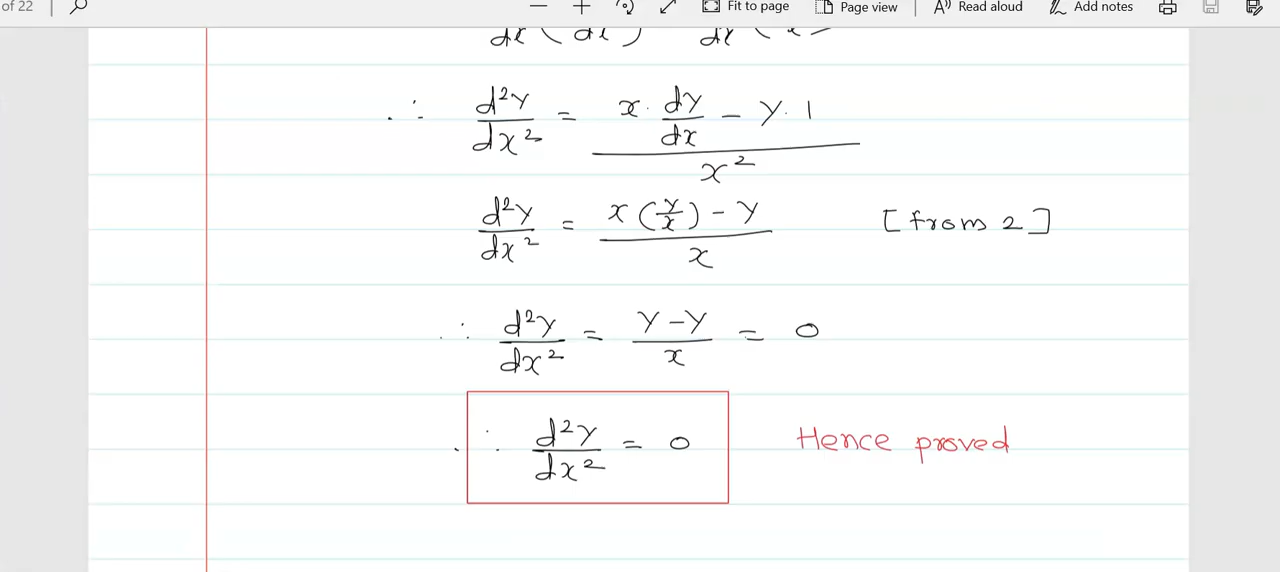 of 22 Fit to page Page view Read aloud Add notes
∴ d²y/dx² = (x · dy/dx − y · 1)/x²
d²y/dx² = (x(y/x) − y)/x [from 2]
∴ d²y/dx² = (y − y)/x = 0
∴ d²y/dx² = 0 Hence proved